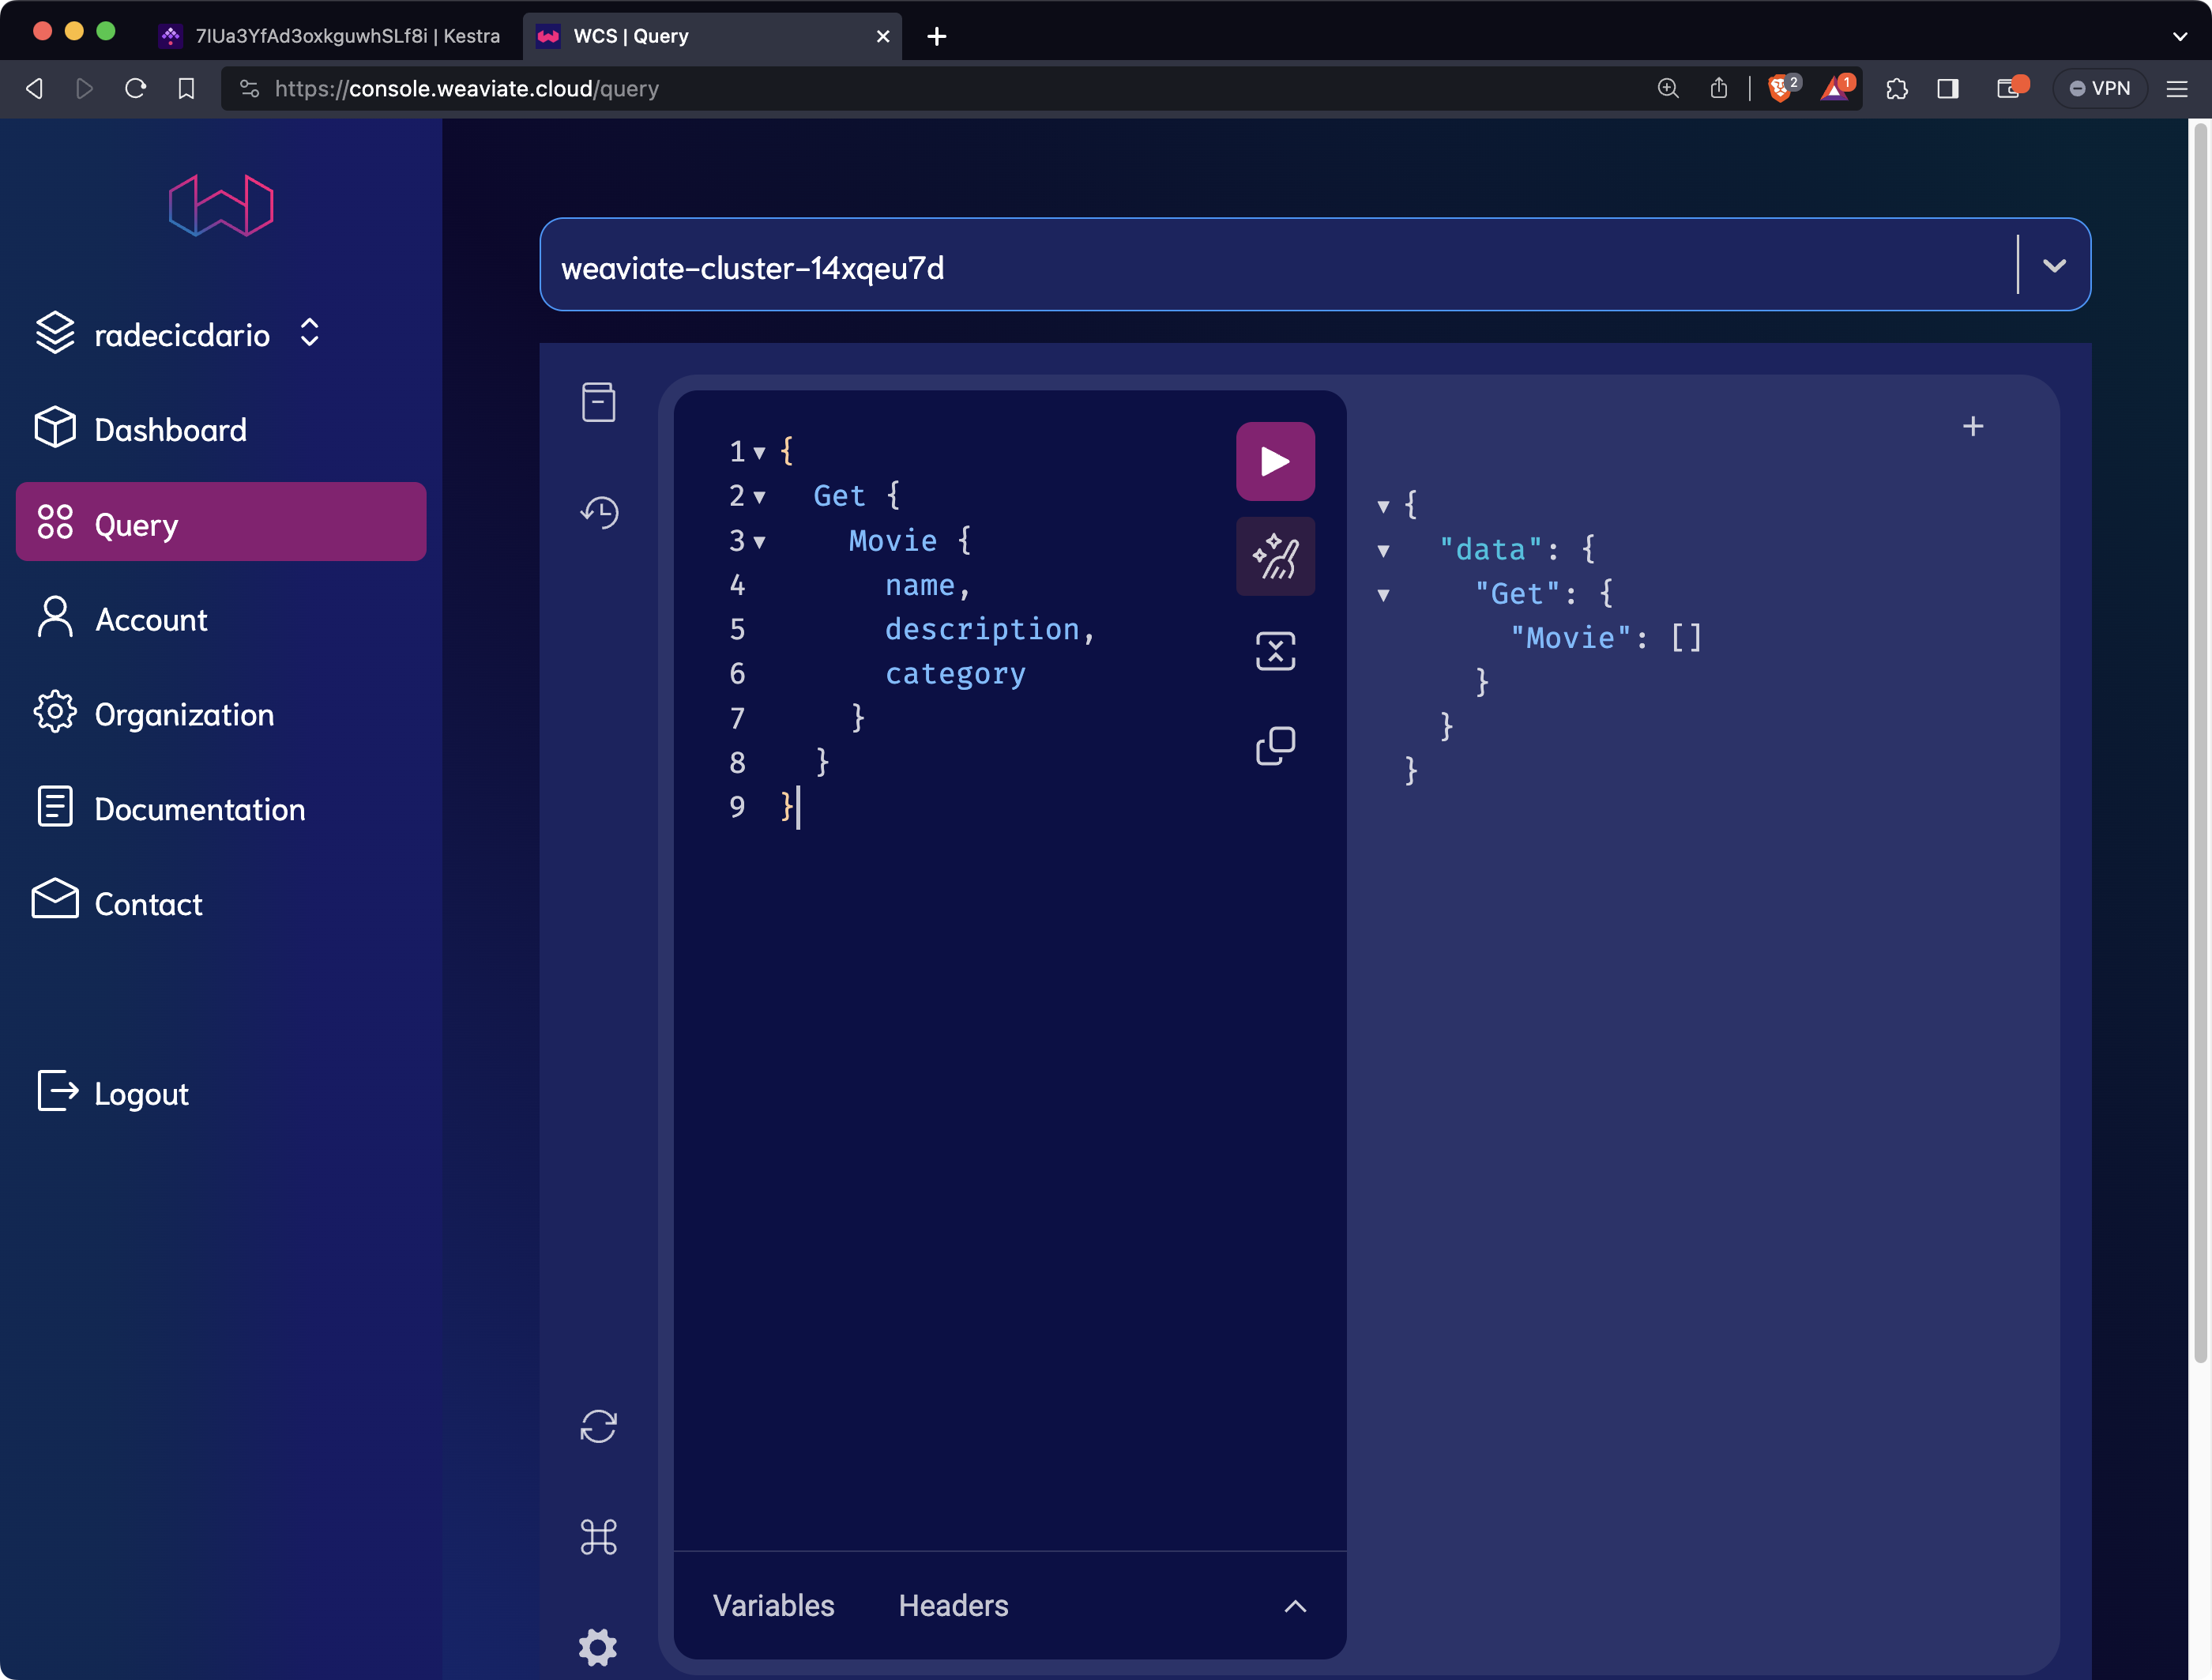 7IUa3YfAd3oxkguwhSLf8i | Kestra
WCS | Query
https://console.weaviate.cloud/query
2
1
VPN
radecicdario
Dashboard
Query
Account
Organization
Documentation
Contact
Logout
weaviate-cluster-14xqeu7d
1 {
2 Get {
3 Movie {
4 name,
5 description,
6 category
7 }
8 }
9 }
Variables Headers
{
"data": {
"Get": {
"Movie": []
}
}
}